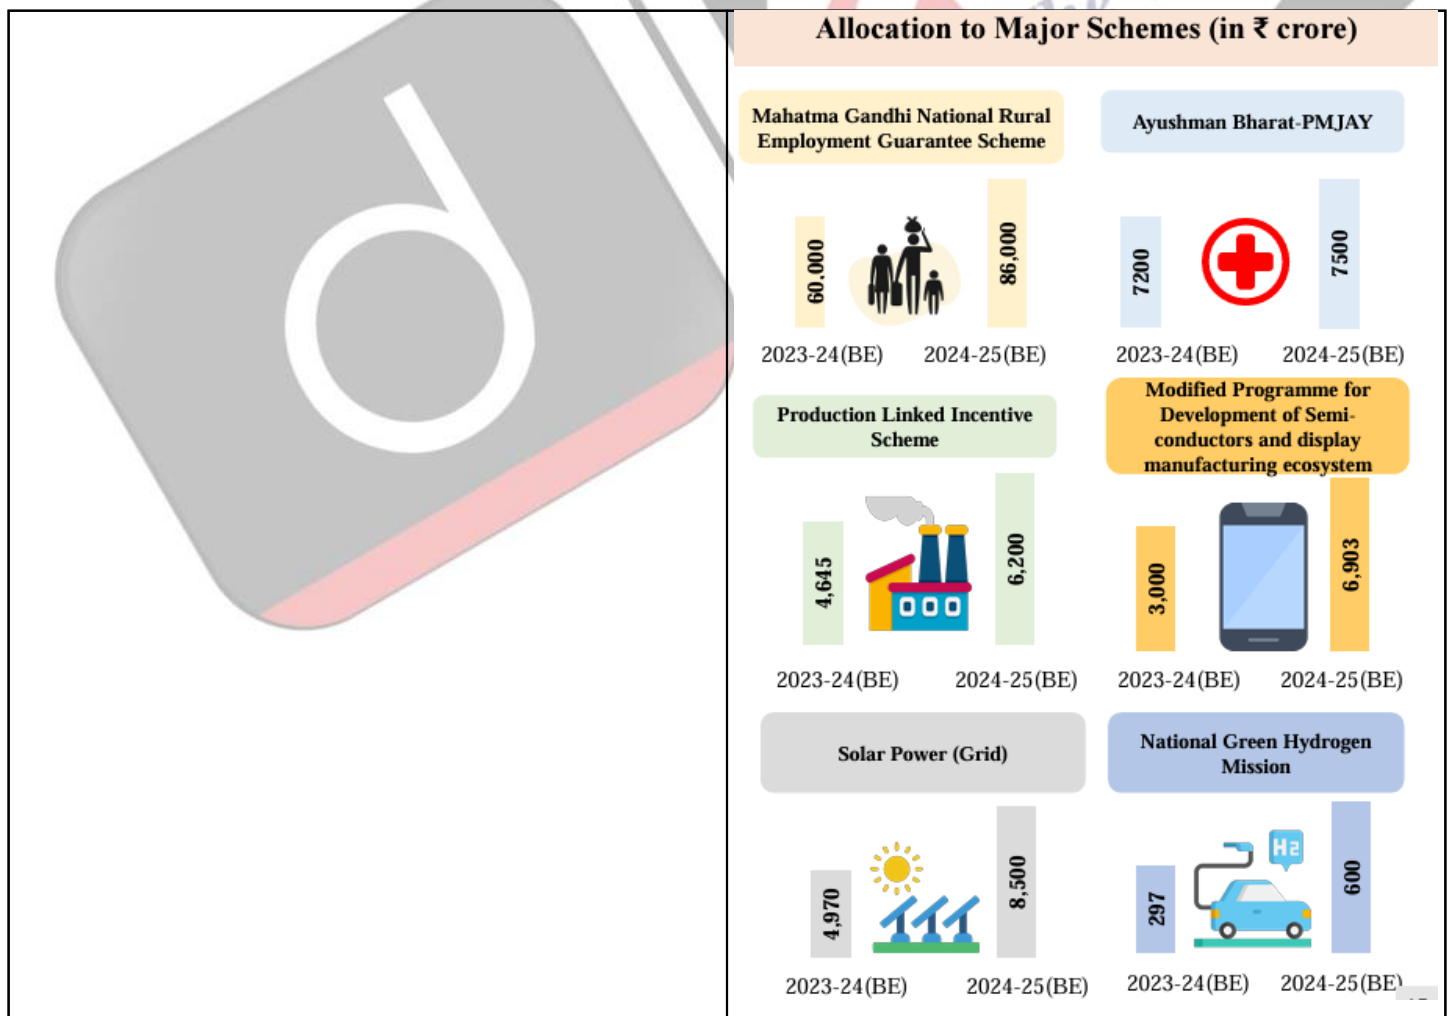 Allocation to Major Schemes (in ₹ crore)
Mahatma Gandhi National Rural
Employment Guarantee Scheme
60.000
86,000
2023-24(BE)
2024-25(BE)
Ayushman Bharat-PMJAY
7200
7500
2023-24(BE)
2024-25(BE)
Production Linked Incentive
Scheme
4,645
6,200
2023-24(BE)
2024-25(BE)
Modified Programme for
Development of Semi-
conductors and display
manufacturing ecosystem
3,000
6,903
2023-24(BE)
2024-25(BE)
Solar Power (Grid)
4,970
8,500
2023-24(BE)
2024-25(BE)
National Green Hydrogen
Mission
H2
297
600
2023-24(BE)
2024-25(BE)
d